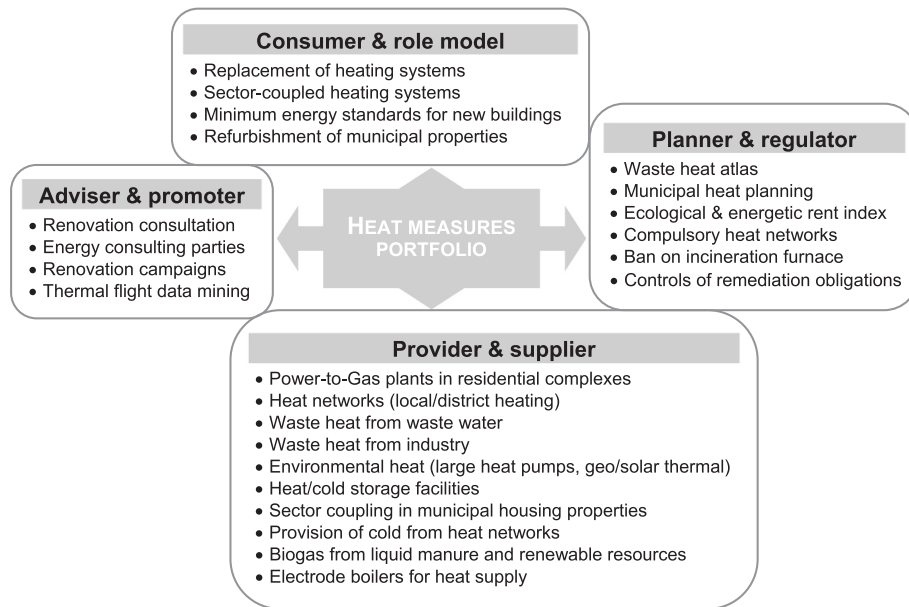 Consumer & role model
• Replacement of heating systems
• Sector-coupled heating systems
• Minimum energy standards for new buildings
• Refurbishment of municipal properties
Planner & regulator
• Waste heat atlas
• Municipal heat planning
• Ecological & energetic rent index
• Compulsory heat networks
• Ban on incineration furnace
• Controls of remediation obligations
Adviser & promoter
• Renovation consultation
• Energy consulting parties
• Renovation campaigns
• Thermal flight data mining
HEAT MEASURES
PORTFOLIO
Provider & supplier
• Power-to-Gas plants in residential complexes
• Heat networks (local/district heating)
• Waste heat from waste water
• Waste heat from industry
• Environmental heat (large heat pumps, geo/solar thermal)
• Heat/cold storage facilities
• Sector coupling in municipal housing properties
• Provision of cold from heat networks
• Biogas from liquid manure and renewable resources
• Electrode boilers for heat supply